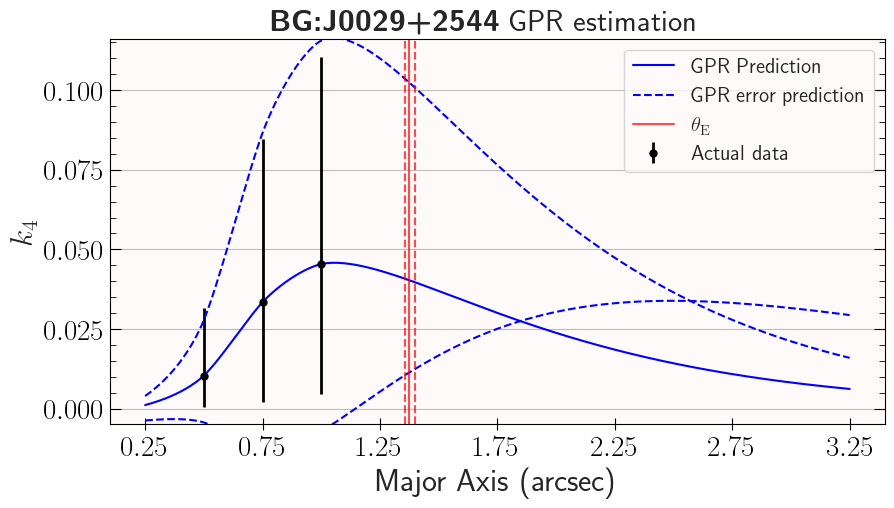 BG:J0029+2544 GPR estimation
GPR Prediction
GPR error prediction
θ_E
Actual data
0.100
0.075
0.050
0.025
0.000
k_4
0.25 0.75 1.25 1.75 2.25 2.75 3.25
Major Axis (arcsec)